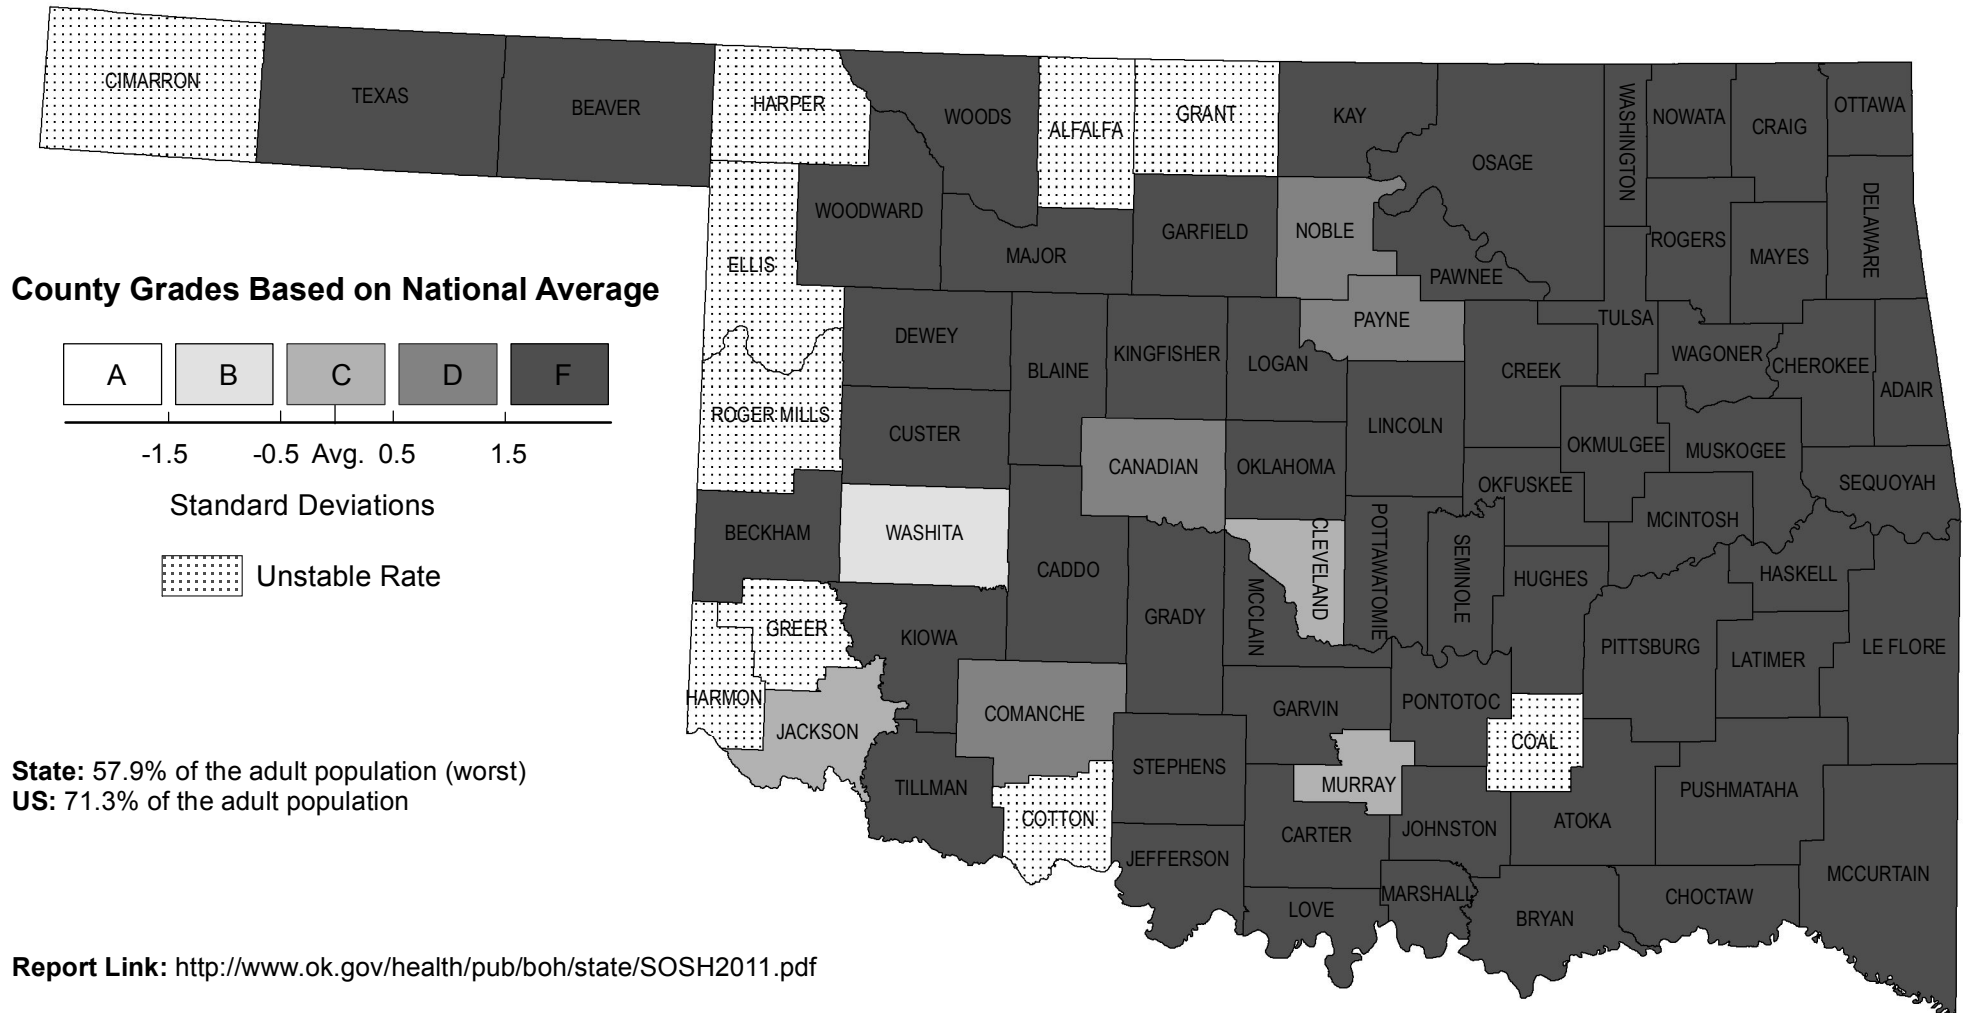 CIMARRON
TEXAS
BEAVER
HARPER
WOODS
ALFALFA
GRANT
KAY
OSAGE
WASHINGTON
NOWATA
CRAIG
OTTAWA
ELLIS
WOODWARD
MAJOR
GARFIELD
NOBLE
PAWNEE
ROGERS
MAYES
DELAWARE
County Grades Based on National Average
A B C D F
-1.5 -0.5 Avg. 0.5 1.5
Standard Deviations
Unstable Rate
DEWEY
BLAINE
KINGFISHER
LOGAN
PAYNE
CREEK
TULSA
WAGONER
CHEROKEE
ADAIR
ROGER MILLS
CUSTER
CANADIAN
OKLAHOMA
LINCOLN
OKMULGEE
MUSKOGEE
SEQUOYAH
OKFUSKEE
MCINTOSH
BECKHAM
WASHITA
CADDO
GRADY
MCCLAIN
CLEVELAND
POTTAWATOMIE
SEMINOLE
HUGHES
HASKELL
GREER
KIOWA
PITTSBURG
LATIMER
LE FLORE
HARMON
JACKSON
COMANCHE
GARVIN
PONTOTOC
COAL
STEPHENS
MURRAY
TILLMAN
COTTON
CARTER
JOHNSTON
ATOKA
PUSHMATAHA
JEFFERSON
LOVE
MARSHALL
BRYAN
CHOCTAW
MCCURTAIN
State: 57.9% of the adult population (worst)
US: 71.3% of the adult population
Report Link: http://www.ok.gov/health/pub/boh/state/SOSH2011.pdf